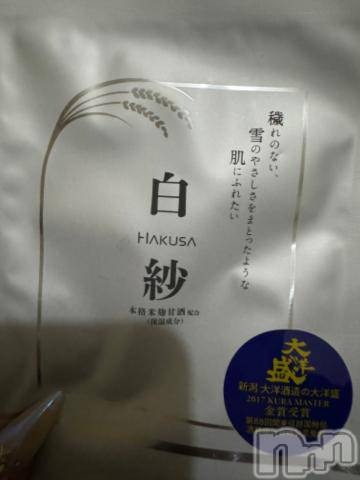 穢れのない、
雪のやさしさをまとったような
肌にふれたい
白
HAKUSA
紗
本格米麹甘酒配合
(保湿成分)
大洋盛
新潟 大洋酒造の大洋盛
2017 KURA MASTER
金賞受賞